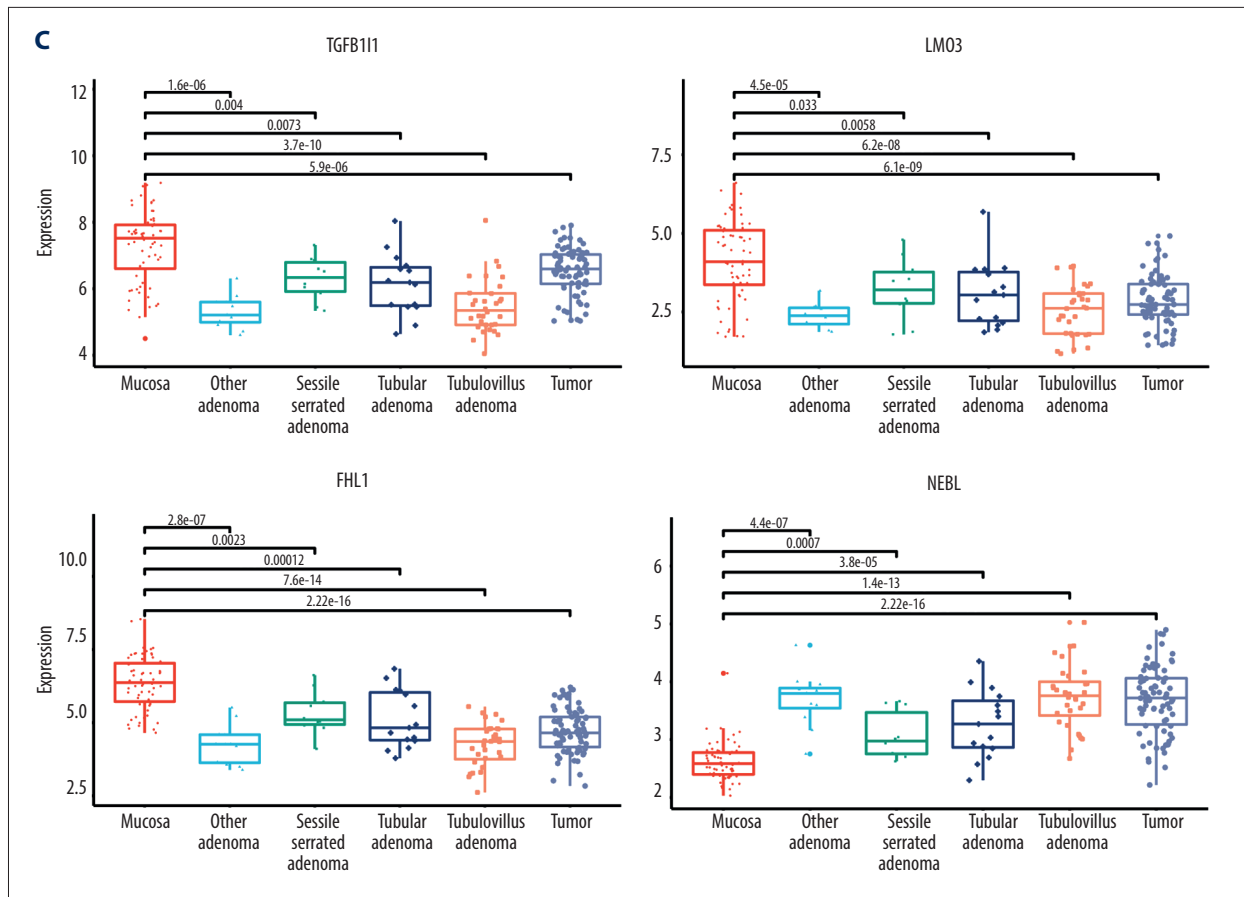 C
TGFB1I1
12
10
8
6
4
Expression
1.6e-06
0.004
0.0073
3.7e-10
5.9e-06
Mucosa
Other
adenoma
Sessile
serrated
adenoma
Tubular
adenoma
Tubulovillus
adenoma
Tumor
LMO3
7.5
5.0
2.5
4.5e-05
0.033
0.0058
6.2e-08
6.1e-09
Mucosa
Other
adenoma
Sessile
serrated
adenoma
Tubular
adenoma
Tubulovillus
adenoma
Tumor
FHL1
10.0
7.5
5.0
2.5
Expression
2.8e-07
0.0023
0.00012
7.6e-14
2.22e-16
Mucosa
Other
adenoma
Sessile
serrated
adenoma
Tubular
adenoma
Tubulovillus
adenoma
Tumor
NEBL
6
5
4
3
2
4.4e-07
0.0007
3.8e-05
1.4e-13
2.22e-16
Mucosa
Other
adenoma
Sessile
serrated
adenoma
Tubular
adenoma
Tubulovillus
adenoma
Tumor